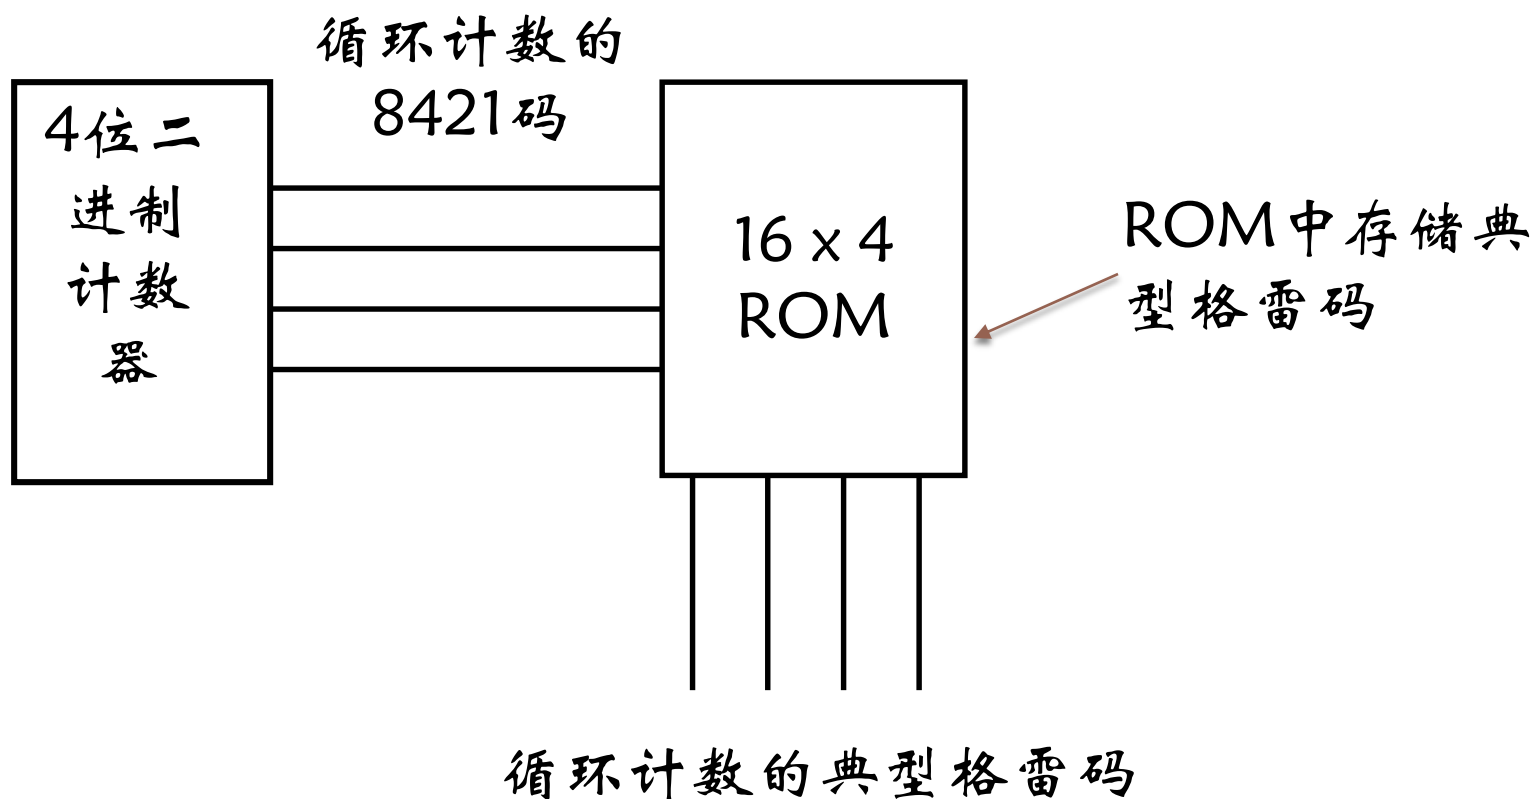 循环计数的
8421码
4位二
进制
计数
器
16 x 4
ROM
ROM中存储典
型格雷码
循环计数的典型格雷码